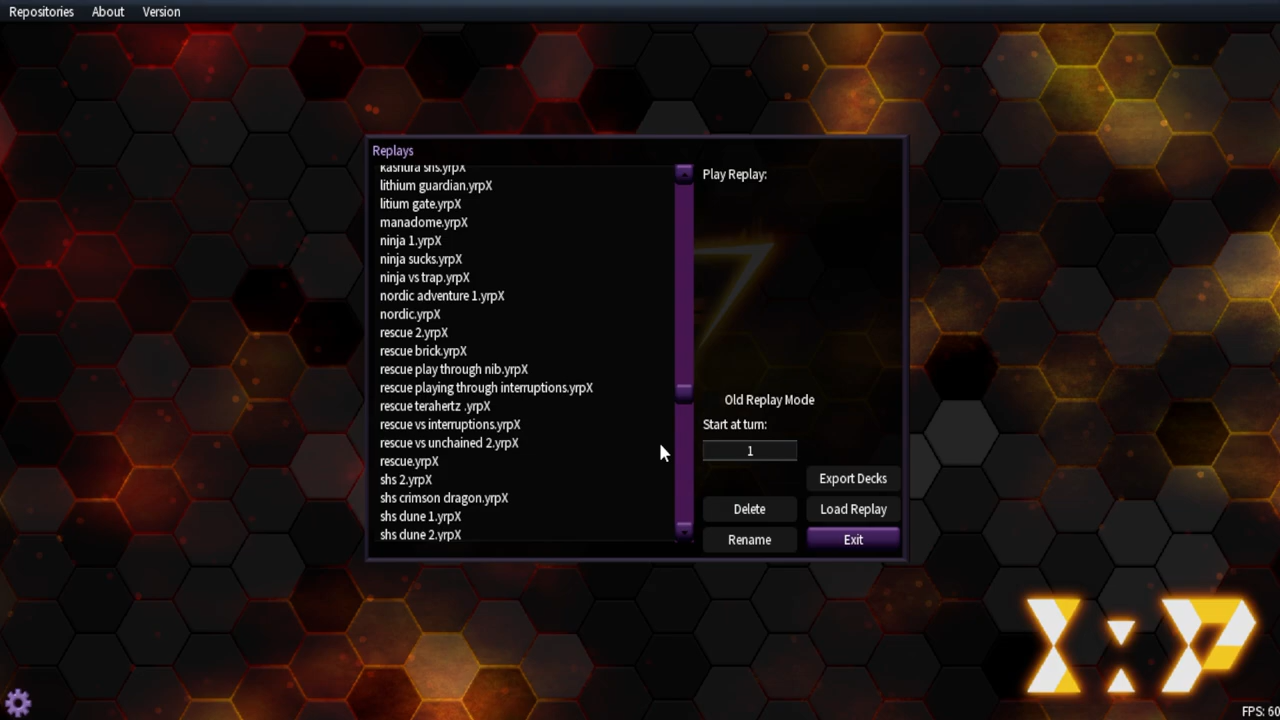 Repositories About Version
Replays
kashura shs.yrpX
lithium guardian.yrpX
litium gate.yrpX
manadome.yrpX
ninja 1.yrpX
ninja sucks.yrpX
ninja vs trap.yrpX
nordic adventure 1.yrpX
nordic.yrpX
rescue 2.yrpX
rescue brick.yrpX
rescue play through nib.yrpX
rescue playing through interruptions.yrpX
rescue terahertz .yrpX
rescue vs interruptions.yrpX
rescue vs unchained 2.yrpX
rescue.yrpX
shs 2.yrpX
shs crimson dragon.yrpX
shs dune 1.yrpX
shs dune 2.yrpX
Play Replay:
Old Replay Mode
Start at turn:
1
Export Decks
Delete Load Replay
Rename Exit
X:P
FPS: 60